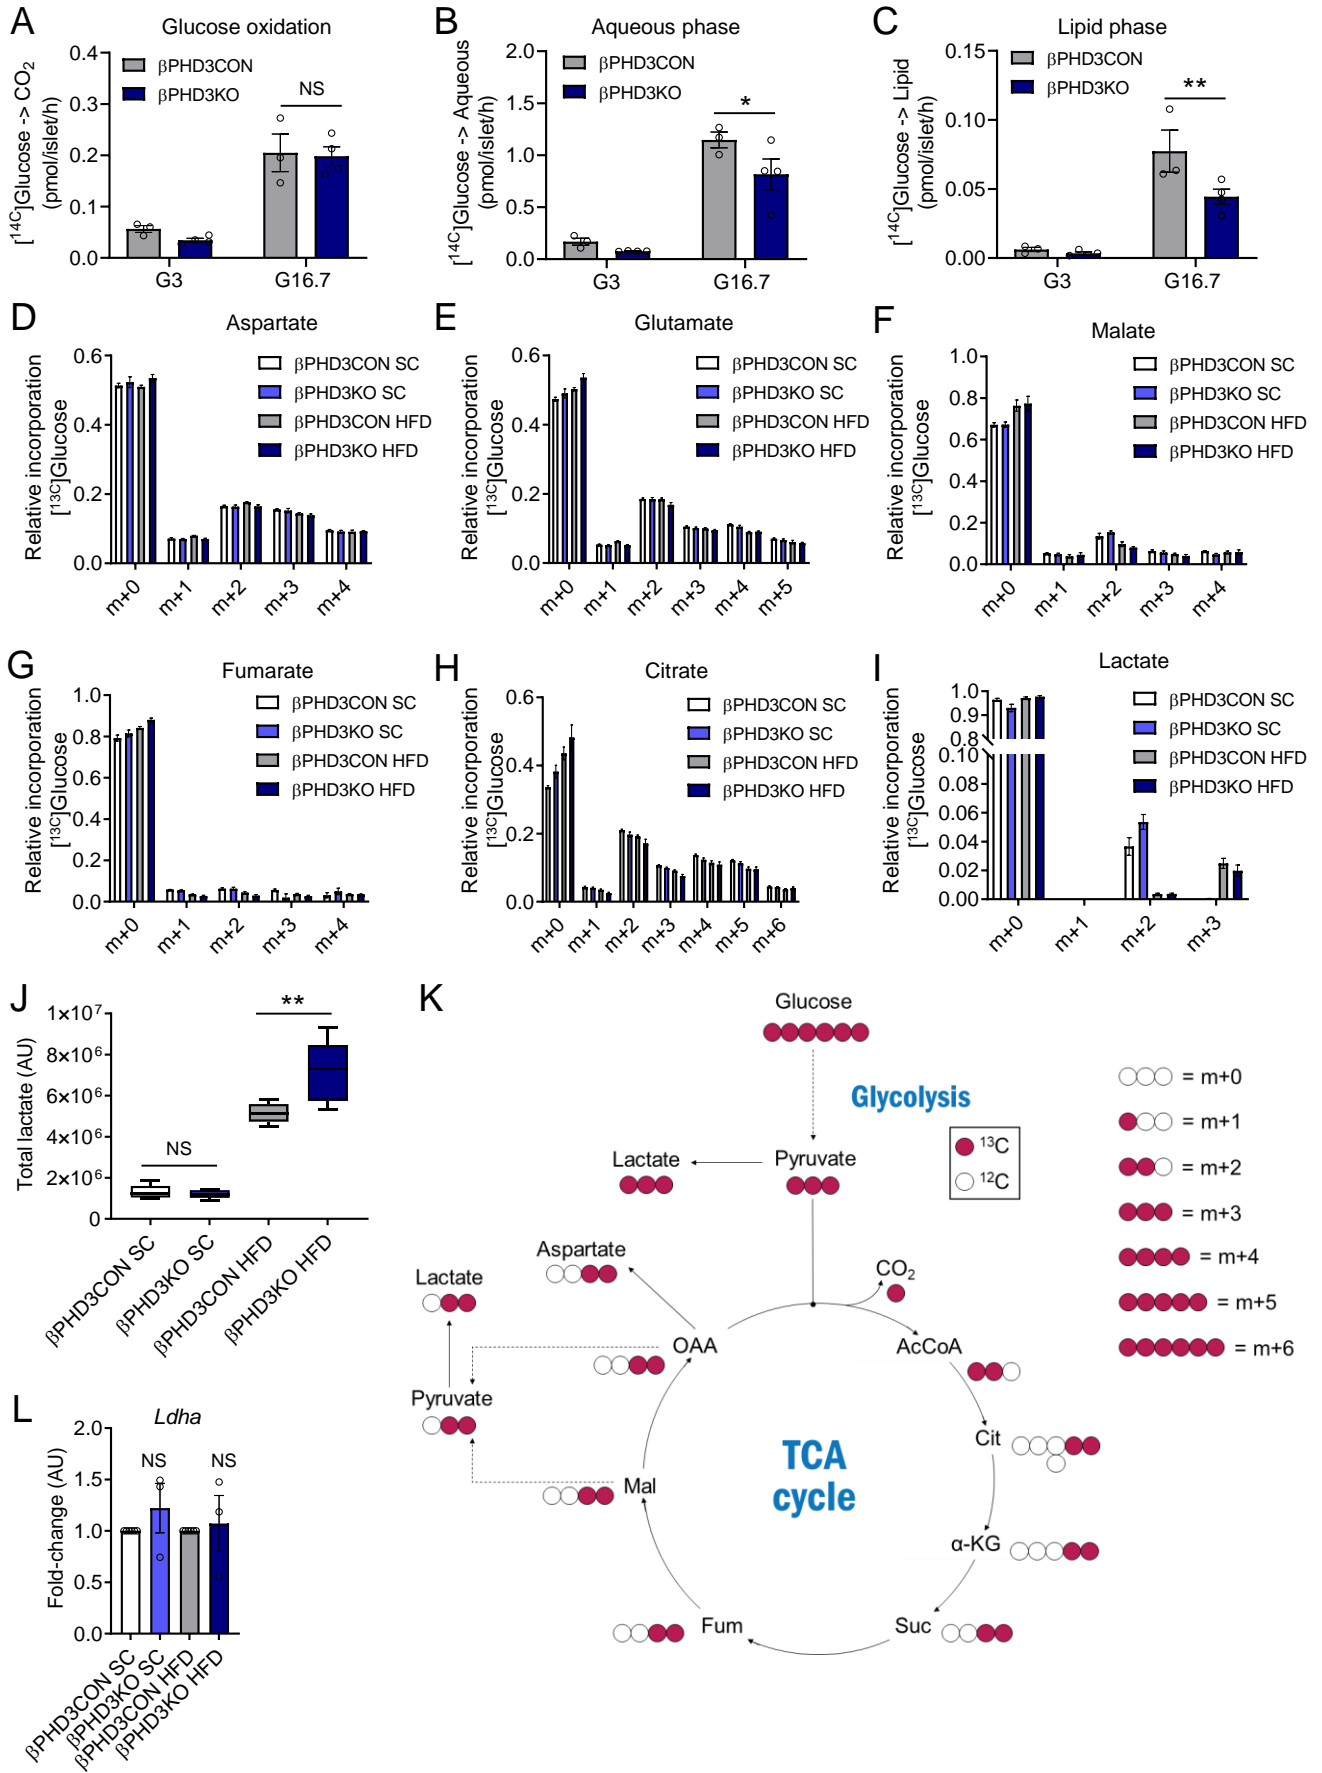 A
Glucose oxidation
[14C]Glucose -> CO2
(pmol/islet/h)
0.4
0.3
0.2
0.1
0.0
βPHD3CON
βPHD3KO
NS
G3
G16.7
B
Aqueous phase
[14C]Glucose -> Aqueous
(pmol/islet/h)
2.0
1.5
1.0
0.5
0.0
βPHD3CON
βPHD3KO
*
G3
G16.7
C
Lipid phase
[14C]Glucose -> Lipid
(pmol/islet/h)
0.15
0.10
0.05
0.00
βPHD3CON
βPHD3KO
**
G3
G16.7
D
Aspartate
Relative incorporation
[13C]Glucose
0.6
0.4
0.2
0.0
βPHD3CON SC
βPHD3KO SC
βPHD3CON HFD
βPHD3KO HFD
m+0
m+1
m+2
m+3
m+4
E
Glutamate
Relative incorporation
[13C]Glucose
0.6
0.4
0.2
0.0
βPHD3CON SC
βPHD3KO SC
βPHD3CON HFD
βPHD3KO HFD
m+0
m+1
m+2
m+3
m+4
m+5
F
Malate
Relative incorporation
[13C]Glucose
1.0
0.8
0.6
0.4
0.2
0.0
βPHD3CON SC
βPHD3KO SC
βPHD3CON HFD
βPHD3KO HFD
m+0
m+1
m+2
m+3
m+4
G
Fumarate
Relative incorporation
[13C]Glucose
1.0
0.8
0.6
0.4
0.2
0.0
βPHD3CON SC
βPHD3KO SC
βPHD3CON HFD
βPHD3KO HFD
m+0
m+1
m+2
m+3
m+4
H
Citrate
Relative incorporation
[13C]Glucose
0.6
0.4
0.2
0.0
βPHD3CON SC
βPHD3KO SC
βPHD3CON HFD
βPHD3KO HFD
m+0
m+1
m+2
m+3
m+4
m+5
m+6
I
Lactate
Relative incorporation
[13C]Glucose
1.0
0.9
0.8
0.10
0.08
0.06
0.04
0.02
0.00
βPHD3CON SC
βPHD3KO SC
βPHD3CON HFD
βPHD3KO HFD
m+0
m+1
m+2
m+3
J
Total lactate (AU)
1×10⁷
8×10⁶
6×10⁶
4×10⁶
2×10⁶
0
NS
**
βPHD3CON SC
βPHD3KO SC
βPHD3CON HFD
βPHD3KO HFD
K
Glucose
Glycolysis
Lactate
Pyruvate
13C
12C
= m+0
= m+1
= m+2
= m+3
= m+4
= m+5
= m+6
Aspartate
CO2
Lactate
OAA
AcCoA
Pyruvate
Cit
TCA
cycle
Mal
α-KG
Fum
Suc
L
Ldha
Fold-change (AU)
2.0
1.5
1.0
0.5
0.0
NS
NS
βPHD3CON SC
βPHD3KO SC
βPHD3CON HFD
βPHD3KO HFD